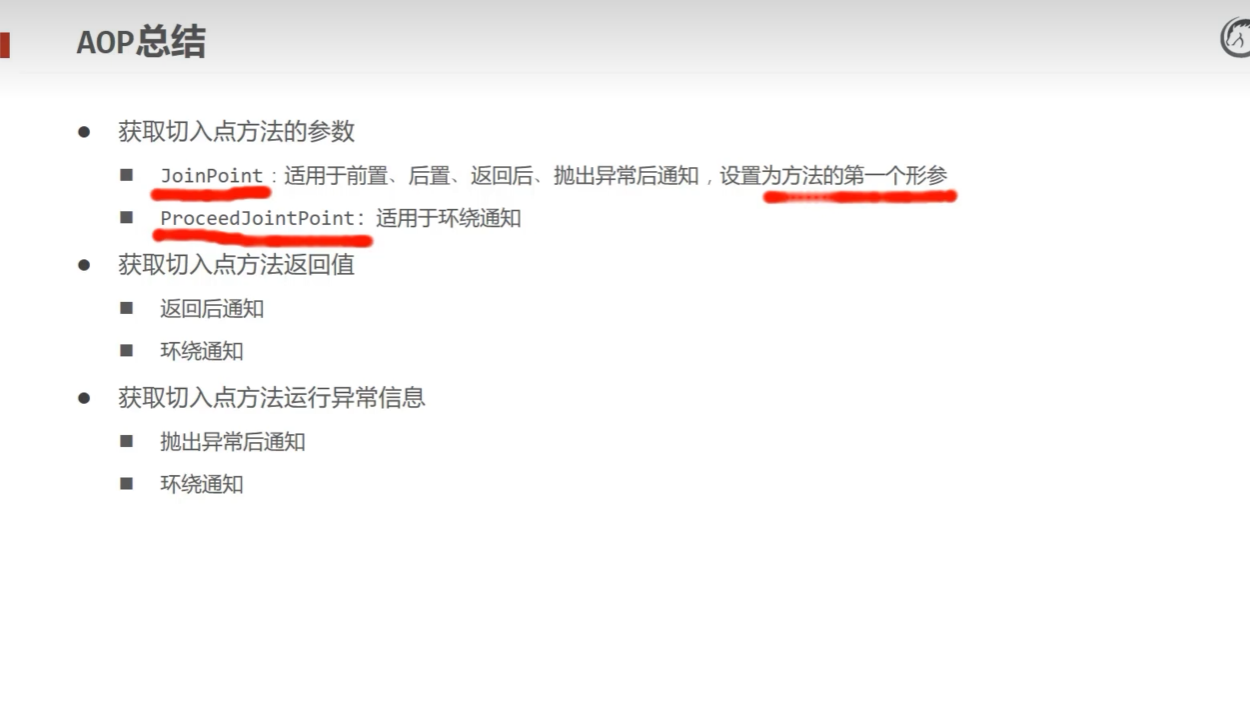 AOP总结
获取切入点方法的参数
JoinPoint：适用于前置、后置、返回后、抛出异常后通知，设置为方法的第一个形参
ProceedJointPoint：适用于环绕通知
获取切入点方法返回值
返回后通知
环绕通知
获取切入点方法运行异常信息
抛出异常后通知
环绕通知